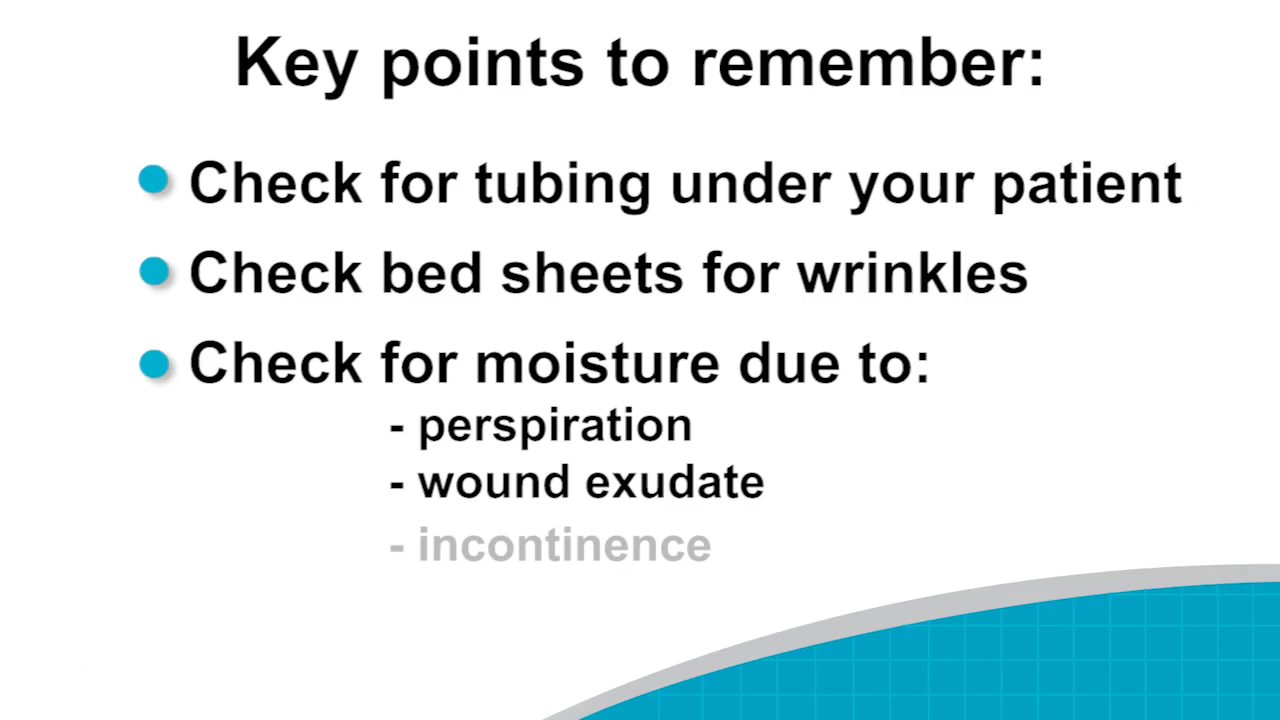 Key points to remember:
Check for tubing under your patient
Check bed sheets for wrinkles
Check for moisture due to:
- perspiration
- wound exudate
- incontinence